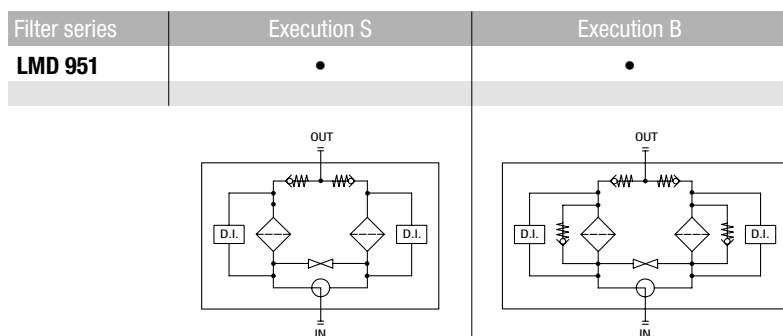 Filter series Execution S Execution B
LMD 951 • •
OUT OUT
D.I. D.I. D.I. D.I.
IN IN